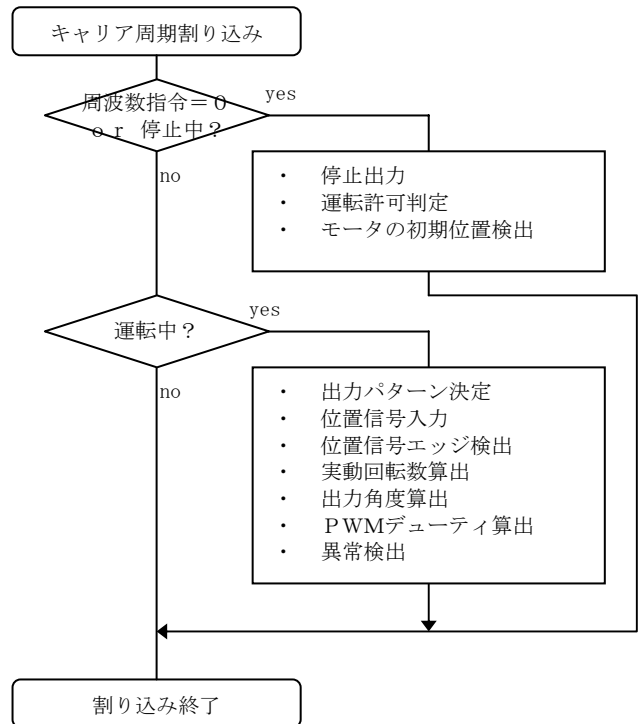 キャリア周期割り込み
周波数指令＝０
ｏｒ 停止中？
yes
no
・ 停止出力
・ 運転許可判定
・ モータの初期位置検出
運転中？
yes
no
・ 出力パターン決定
・ 位置信号入力
・ 位置信号エッジ検出
・ 実動回転数算出
・ 出力角度算出
・ ＰＷＭデューティ算出
・ 異常検出
割り込み終了